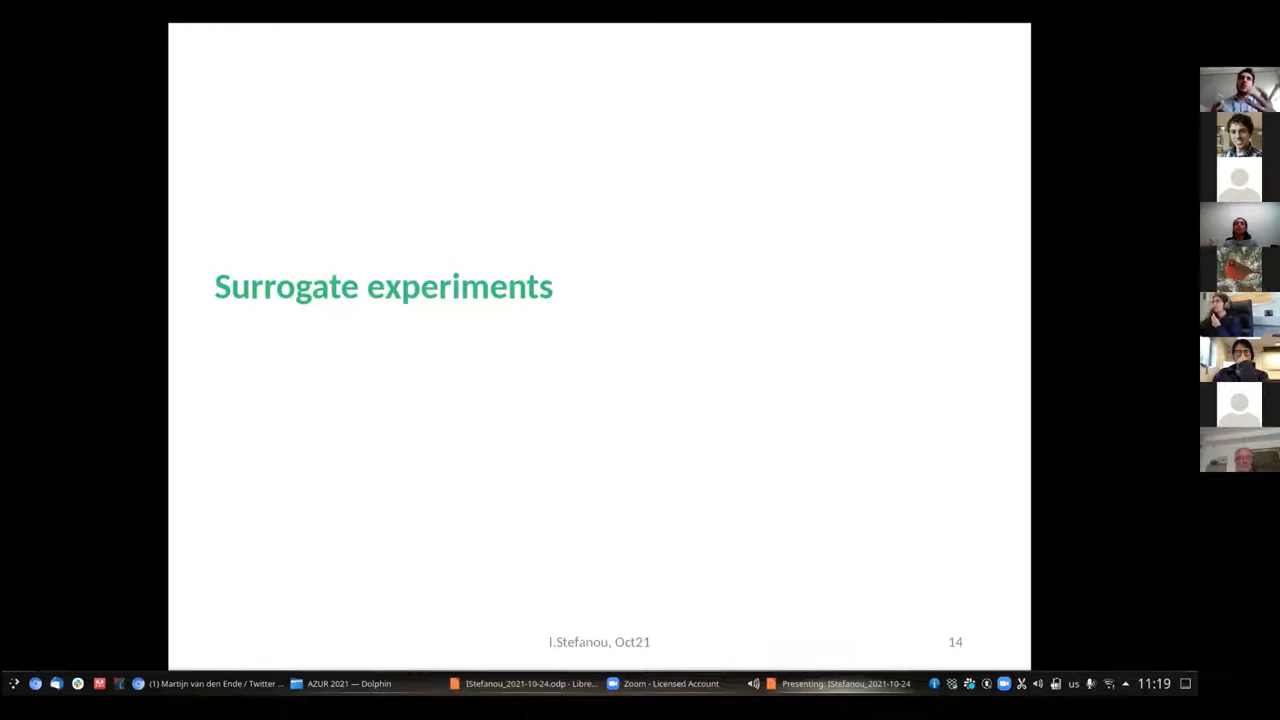 Surrogate experiments
I.Stefanou, Oct21
14
(1) Martijn van den Ende / Twitter ...
AZUR 2021 — Dolphin
IStefanou_2021-10-24.odp - Libre...
Zoom - Licensed Account
Presenting: IStefanou_2021-10-24
us
11:19